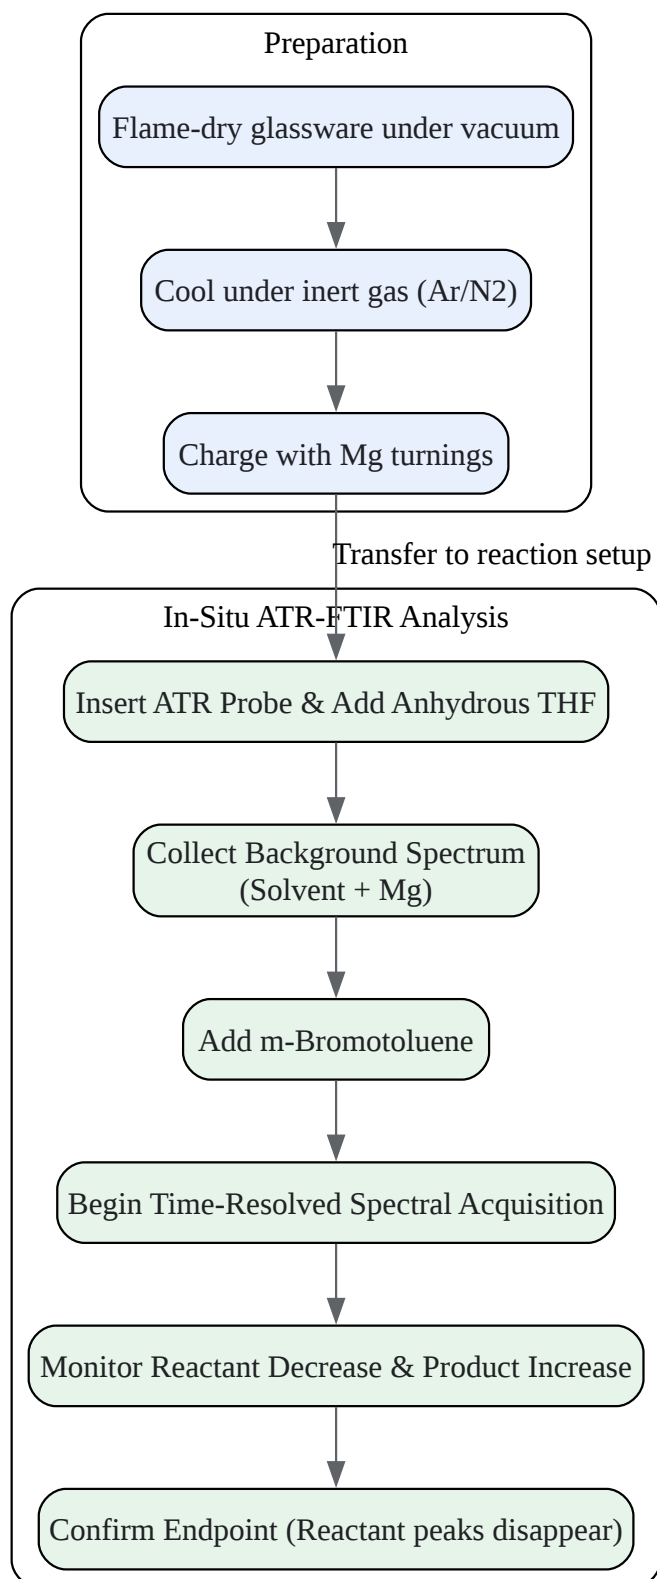 Preparation
Flame-dry glassware under vacuum
Cool under inert gas (Ar/N2)
Charge with Mg turnings
Transfer to reaction setup
In-Situ ATR-FTIR Analysis
Insert ATR Probe & Add Anhydrous THF
Collect Background Spectrum
(Solvent + Mg)
Add m-Bromotoluene
Begin Time-Resolved Spectral Acquisition
Monitor Reactant Decrease & Product Increase
Confirm Endpoint (Reactant peaks disappear)